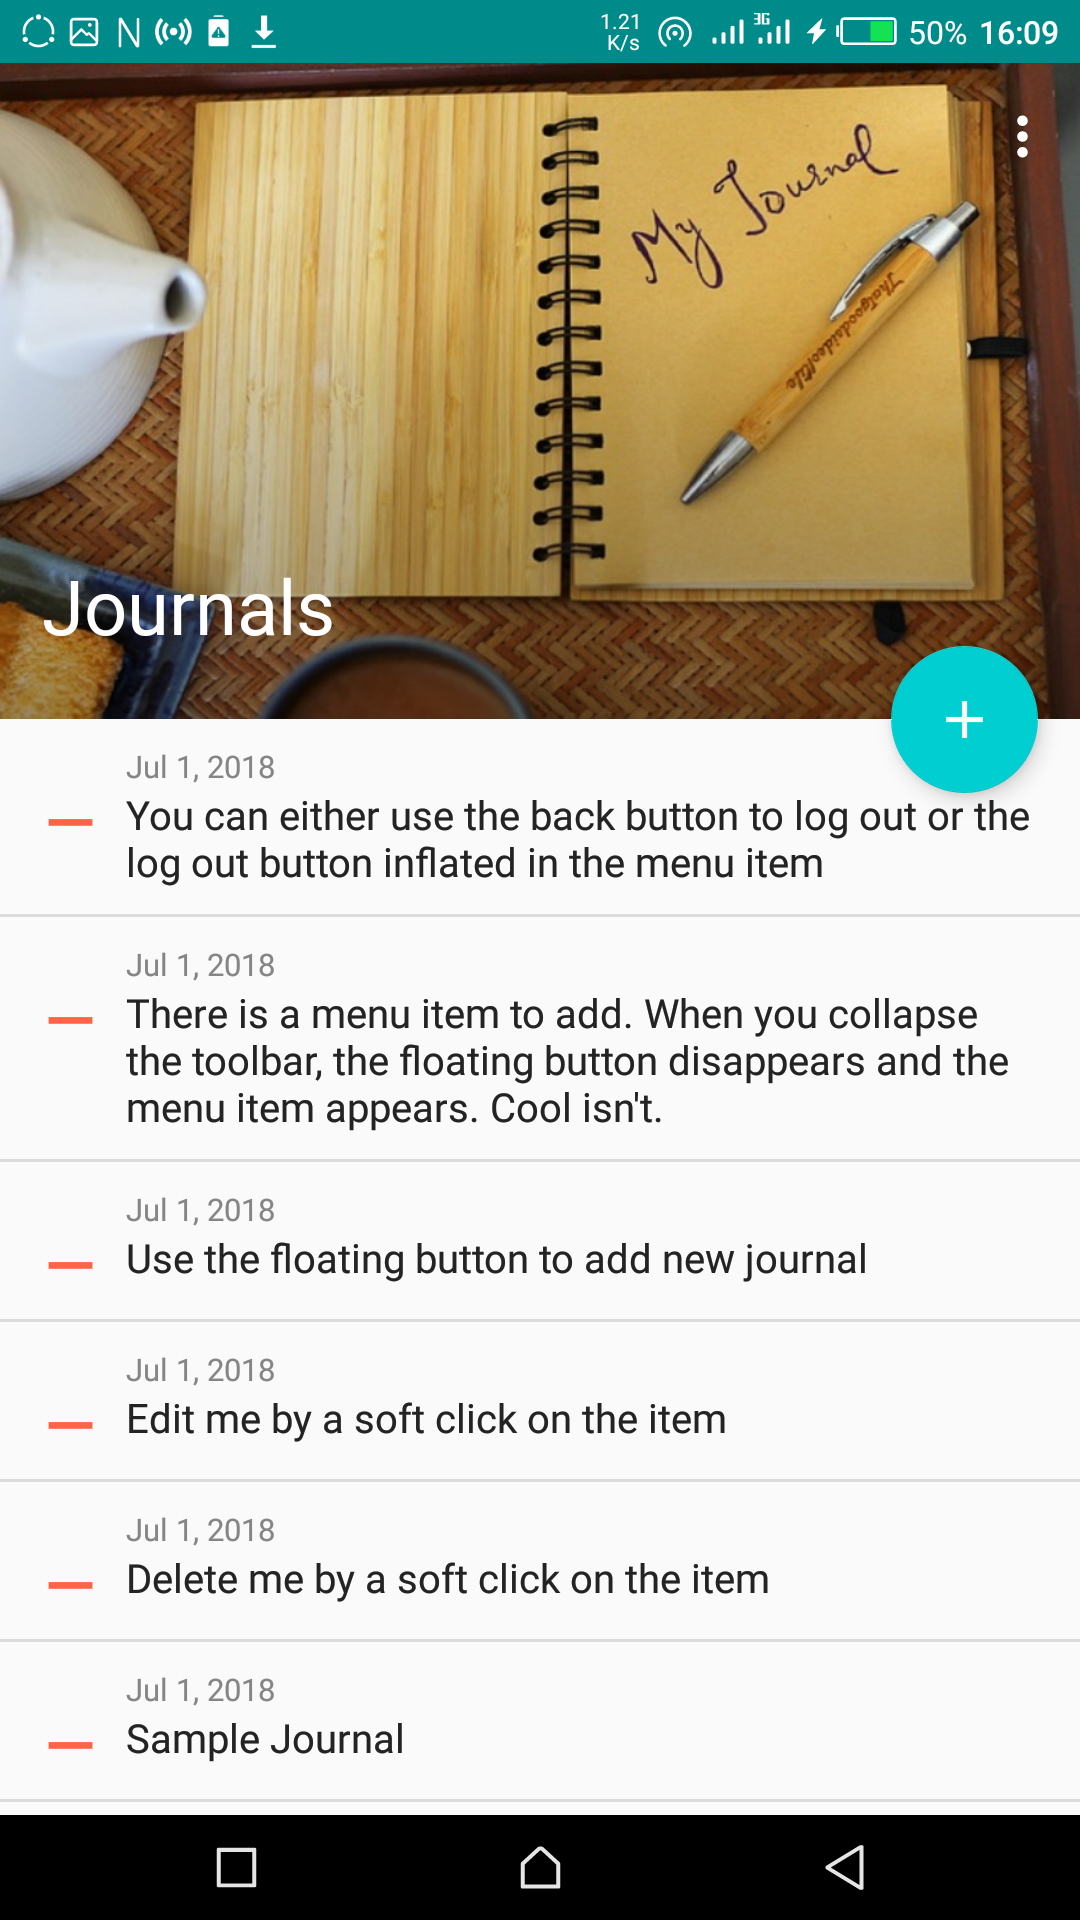 1.21
K/s
3G
50%
16:09
My Journal
Thatgoodsideoflife
Journals
Jul 1, 2018
You can either use the back button to log out or the
log out button inflated in the menu item
Jul 1, 2018
There is a menu item to add. When you collapse
the toolbar, the floating button disappears and the
menu item appears. Cool isn't.
Jul 1, 2018
Use the floating button to add new journal
Jul 1, 2018
Edit me by a soft click on the item
Jul 1, 2018
Delete me by a soft click on the item
Jul 1, 2018
Sample Journal